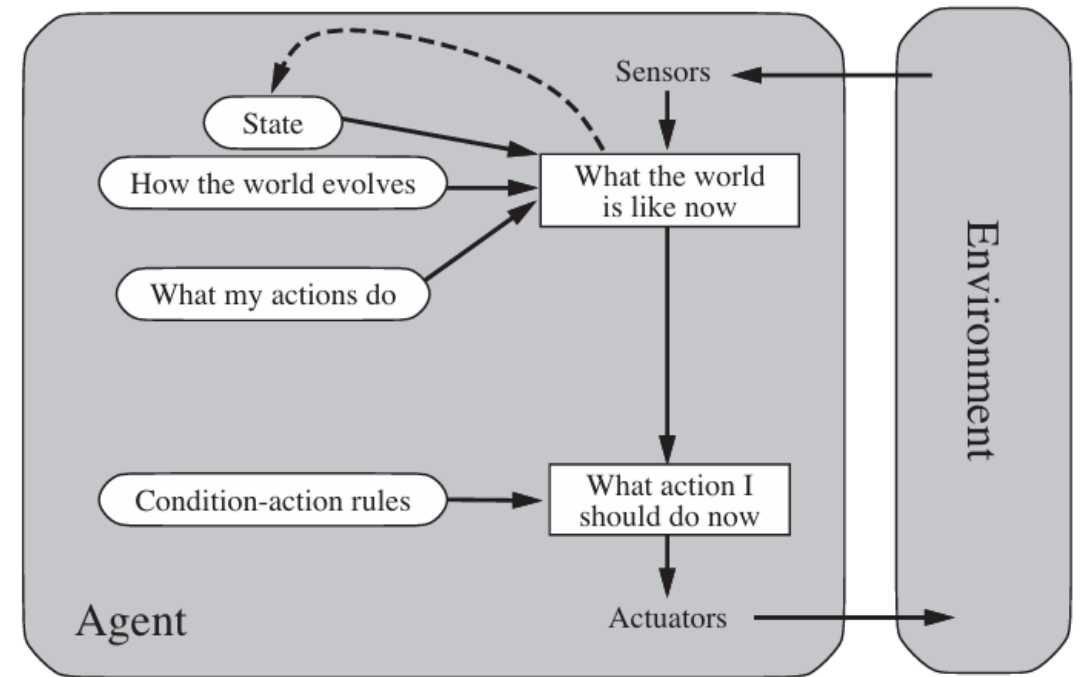 Sensors
State
How the world evolves
What the world
is like now
What my actions do
Environment
Condition-action rules
What action I
should do now
Agent
Actuators